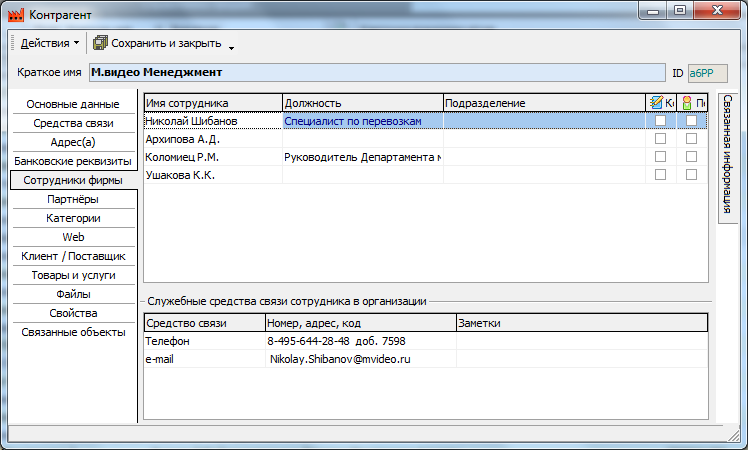 Контрагент
Действия Сохранить и закрыть
Краткое имя М.видео Менеджмент ID a6PP
Основные данные
Средства связи
Адрес(а)
Банковские реквизиты
Сотрудники фирмы
Партнёры
Категории
Web
Клиент / Поставщик
Товары и услуги
Файлы
Свойства
Связанные объекты
Имя сотрудника Должность Подразделение
Николай Шибанов Специалист по перевозкам
Архипова А.Д.
Коломиец Р.М. Руководитель Департамента
Ушакова К.К.
Служебные средства связи сотрудника в организации
Средство связи Номер, адрес, код Заметки
Телефон 8-495-644-28-48 доб. 7598
e-mail Nikolay.Shibanov@mvideo.ru
Связанная информация